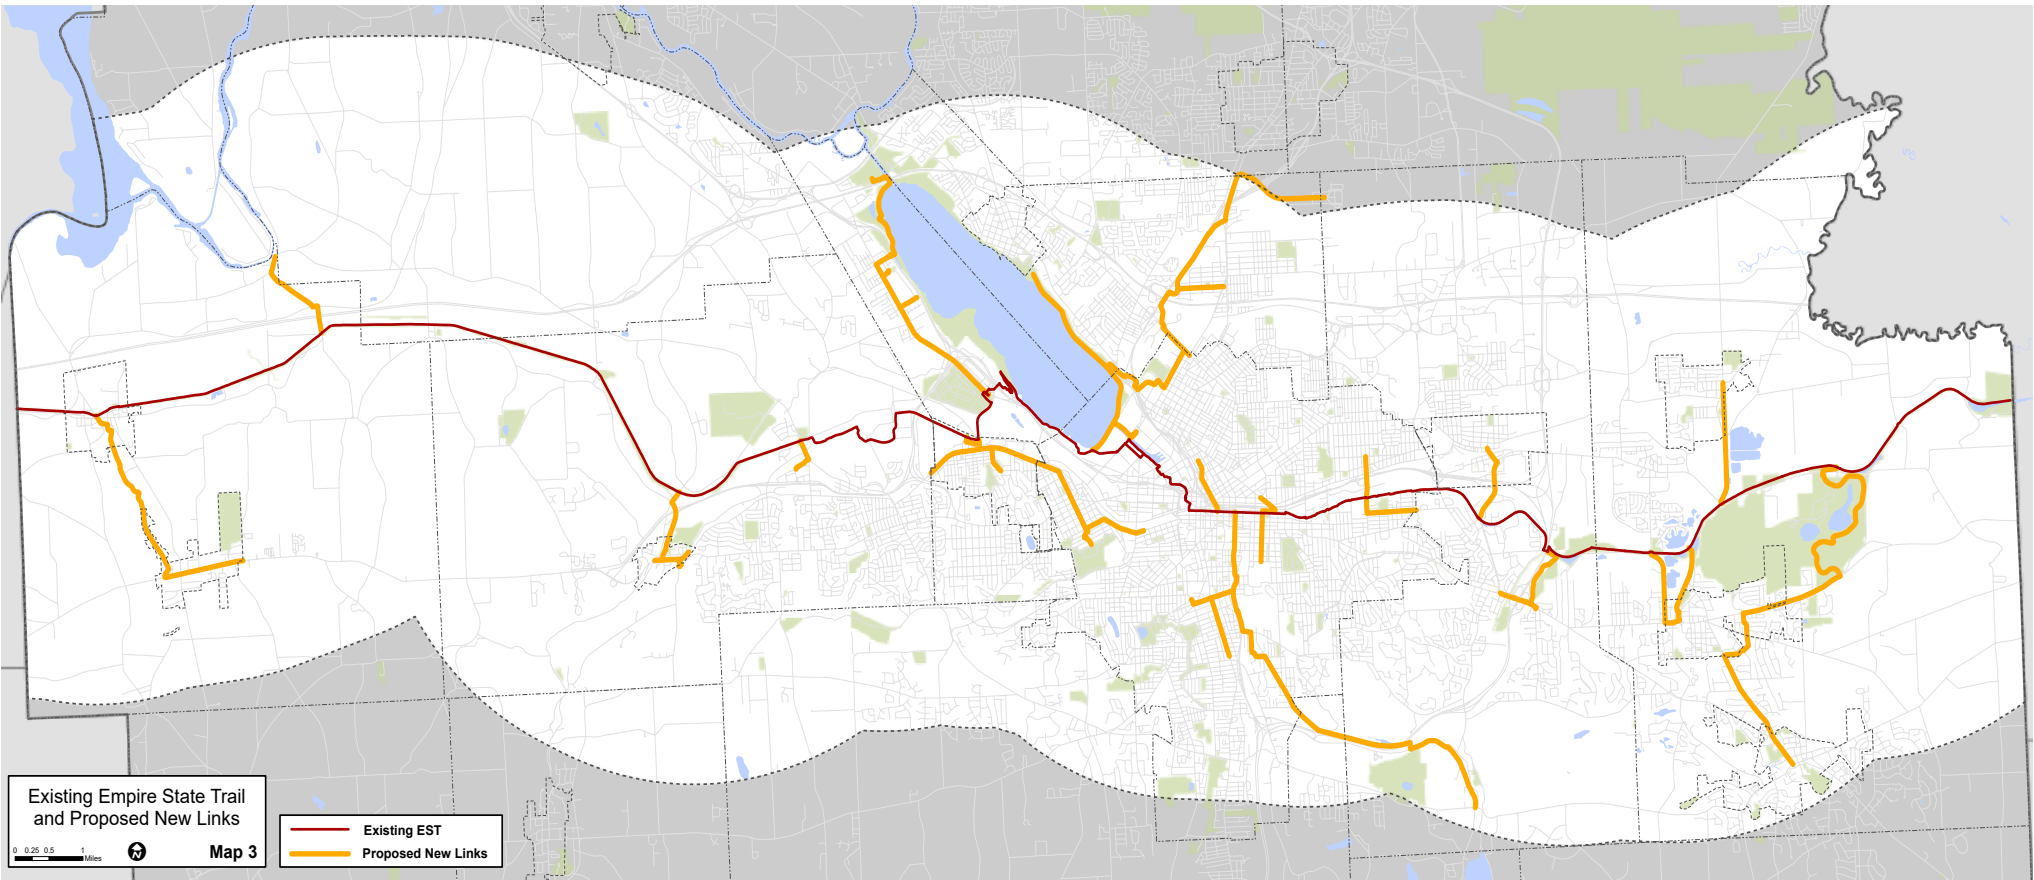 Existing Empire State Trail
and Proposed New Links
0 0.25 0.5 1
Miles
N
Map 3
Existing EST
Proposed New Links